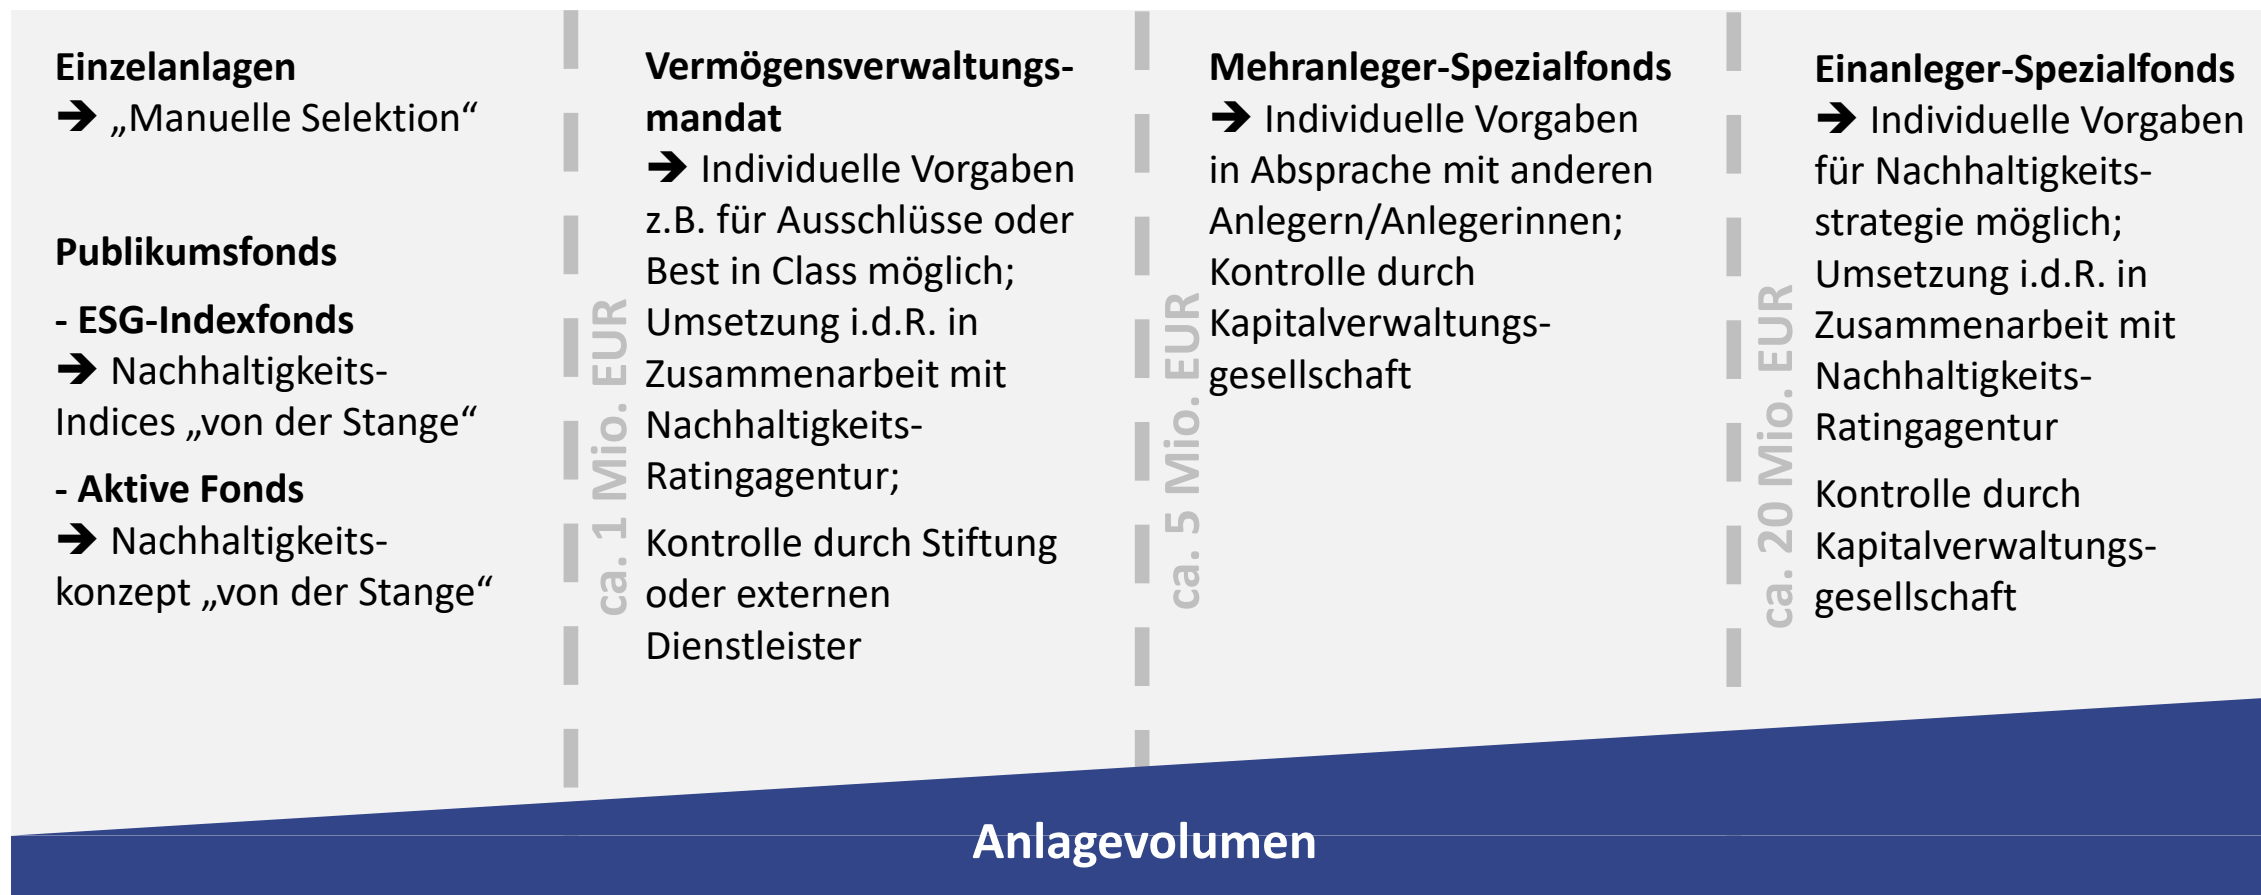 Einzelanlagen
➔ „Manuelle Selektion“
Publikumsfonds
- ESG-Indexfonds
➔ Nachhaltigkeits-
Indices „von der Stange“
- Aktive Fonds
➔ Nachhaltigkeits-
konzept „von der Stange“
ca. 1 Mio. EUR
Vermögensverwaltungs-
mandat
➔ Individuelle Vorgaben
z.B. für Ausschlüsse oder
Best in Class möglich;
Umsetzung i.d.R. in
Zusammenarbeit mit
Nachhaltigkeits-
Ratingagentur;
Kontrolle durch Stiftung
oder externen
Dienstleister
ca. 5 Mio. EUR
Mehranleger-Spezialfonds
➔ Individuelle Vorgaben
in Absprache mit anderen
Anlegern/Anlegerinnen;
Kontrolle durch
Kapitalverwaltungs-
gesellschaft
ca. 20 Mio. EUR
Einanleger-Spezialfonds
➔ Individuelle Vorgaben
für Nachhaltigkeits-
strategie möglich;
Umsetzung i.d.R. in
Zusammenarbeit mit
Nachhaltigkeits-
Ratingagentur
Kontrolle durch
Kapitalverwaltungs-
gesellschaft
Anlagevolumen